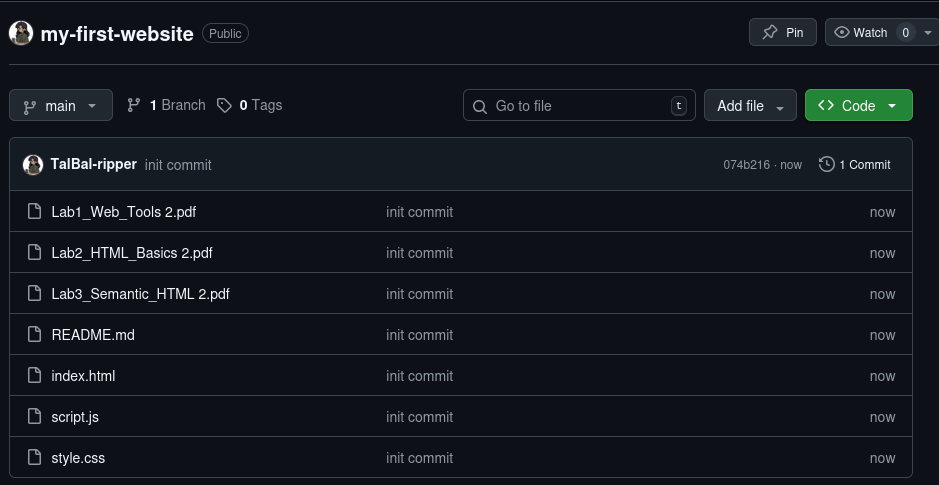 my-first-website Public Pin Watch 0
main 1 Branch 0 Tags Go to file t Add file Code
TalBal-ripper init commit 074b216 · now 1 Commit
Lab1_Web_Tools 2.pdf init commit now
Lab2_HTML_Basics 2.pdf init commit now
Lab3_Semantic_HTML 2.pdf init commit now
README.md init commit now
index.html init commit now
script.js init commit now
style.css init commit now